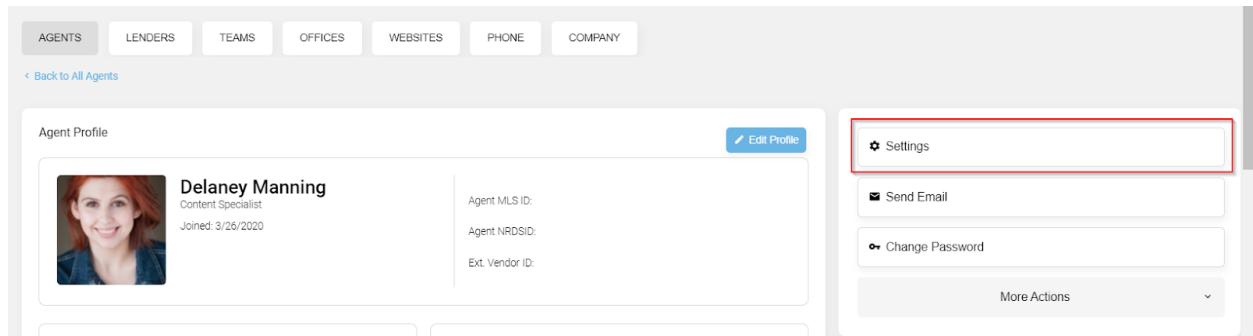 AGENTS LENDERS TEAMS OFFICES WEBSITES PHONE COMPANY
< Back to All Agents
Agent Profile
Edit Profile
Delaney Manning
Content Specialist
Joined: 3/26/2020
Agent MLS ID:
Agent NRDSID:
Ext. Vendor ID:
Settings
Send Email
Change Password
More Actions